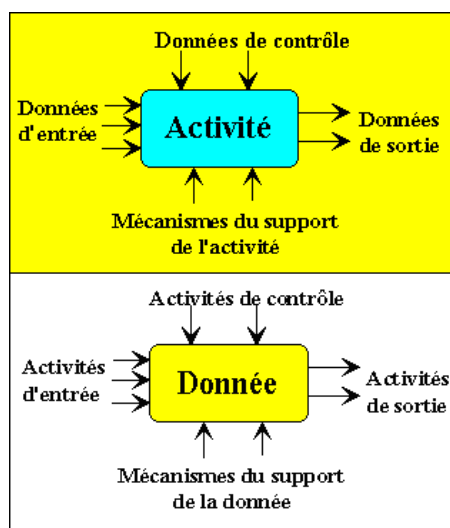 Données de contrôle
Données
d'entrée
Activité
Données
de sortie
Mécanismes du support
de l'activité
Activités de contrôle
Activités
d'entrée
Donnée
Activités
de sortie
Mécanismes du support
de la donnée